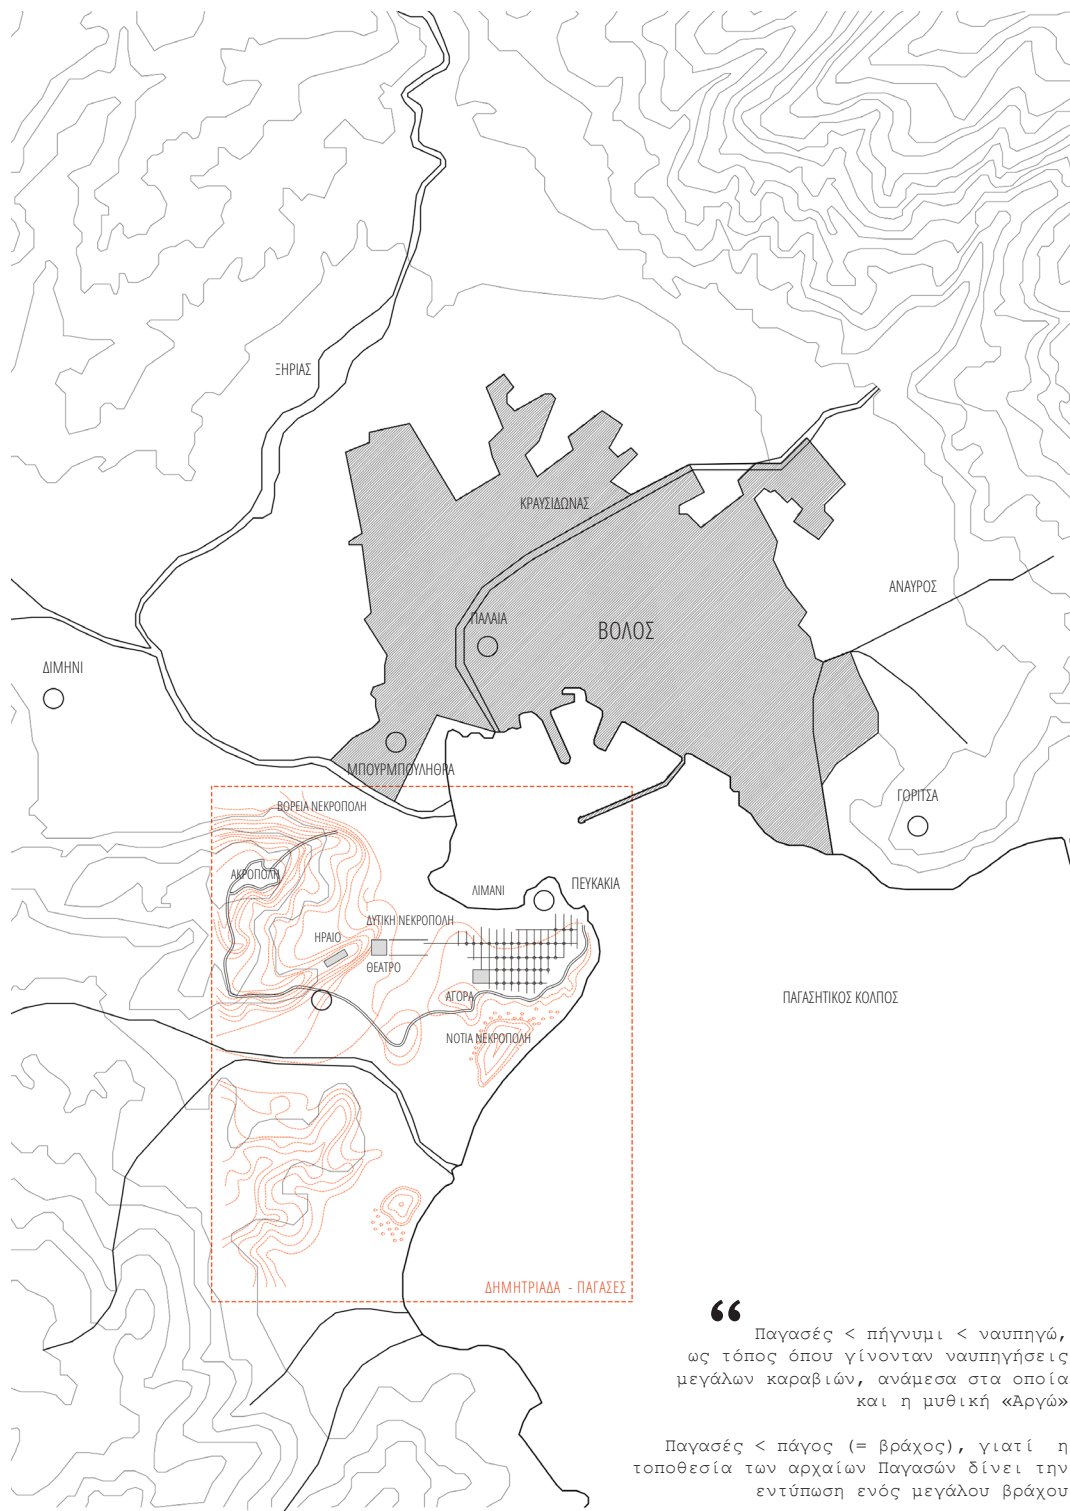 ΞΗΡΙΑΣ
ΚΡΑΥΣΙΔΩΝΑΣ
ΑΝΑΥΡΟΣ
ΠΑΛΑΙΑ
ΒΟΛΟΣ
ΔΙΜΗΝΙ
ΜΠΟΥΡΜΠΟΥΛΗΘΡΑ
ΓΟΡΙΤΣΑ
ΒΟΡΕΙΑ ΝΕΚΡΟΠΟΛΗ
ΑΚΡΟΠΟΛΗ
ΛΙΜΑΝΙ
ΠΕΥΚΑΚΙΑ
ΔΥΤΙΚΗ ΝΕΚΡΟΠΟΛΗ
ΗΡΑΙΟ
ΘΕΑΤΡΟ
ΑΓΟΡΑ
ΠΑΓΑΣΗΤΙΚΟΣ ΚΟΛΠΟΣ
ΝΟΤΙΑ ΝΕΚΡΟΠΟΛΗ
ΔΗΜΗΤΡΙΑΔΑ - ΠΑΓΑΣΕΣ
“
Παγασές < πήγνυμι < ναυπηγώ,
ως τόπος όπου γίνονταν ναυπηγήσεις
μεγάλων καραβιών, ανάμεσα στα οποία
και η μυθική «Αργώ»
Παγασές < πάγος (= βράχος), γιατί η
τοποθεσία των αρχαίων Παγασών δίνει την
εντύπωση ενός μεγάλου βράχου